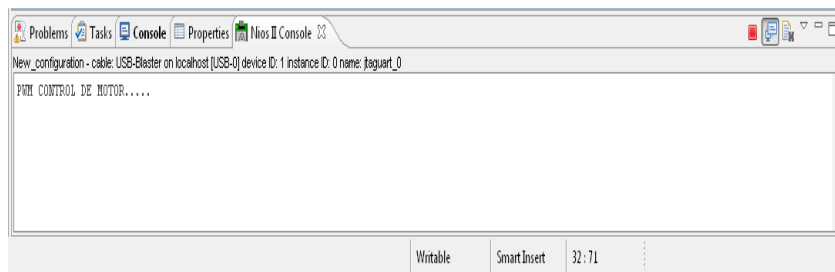 Problems Tasks Console Properties Nios II Console
New_configuration - cable: USB-Blaster on localhost [USB-0] device ID: 1 instance ID: 0 name: jtaguart_0
PWM CONTROL DE MOTOR.....
Writable Smart Insert 32 : 71